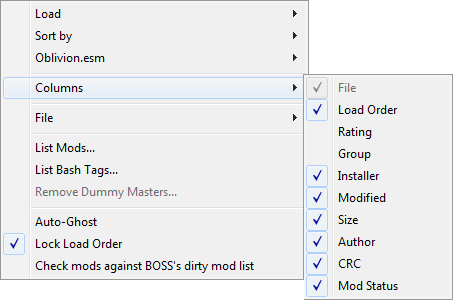 Load
Sort by
Oblivion.esm
Columns
File
List Mods...
List Bash Tags...
Remove Dummy Masters...
Auto-Ghost
Lock Load Order
Check mods against BOSS's dirty mod list
File
Load Order
Rating
Group
Installer
Modified
Size
Author
CRC
Mod Status